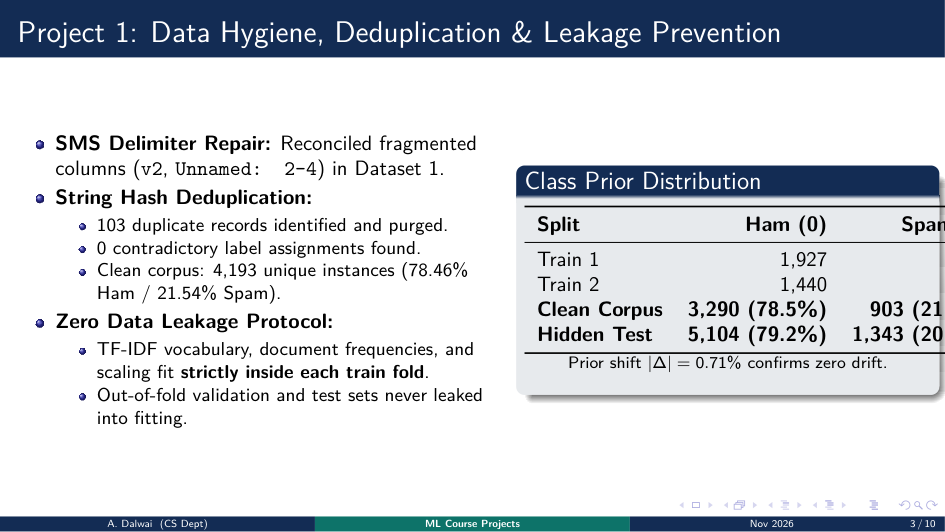 Project 1: Data Hygiene, Deduplication & Leakage Prevention
SMS Delimiter Repair: Reconciled fragmented
columns (v2, Unnamed: 2-4) in Dataset 1.
String Hash Deduplication:
103 duplicate records identified and purged.
0 contradictory label assignments found.
Clean corpus: 4,193 unique instances (78.46%
Ham / 21.54% Spam).
Zero Data Leakage Protocol:
TF-IDF vocabulary, document frequencies, and
scaling fit strictly inside each train fold.
Out-of-fold validation and test sets never leaked
into fitting.
Class Prior Distribution
Split Ham (0)
Train 1 1,927
Train 2 1,440
Clean Corpus 3,290 (78.5%) 903 (21
Hidden Test 5,104 (79.2%) 1,343 (20
Prior shift |Δ| = 0.71% confirms zero drift.
A. Dalwai (CS Dept) ML Course Projects Nov 2026 3 / 10